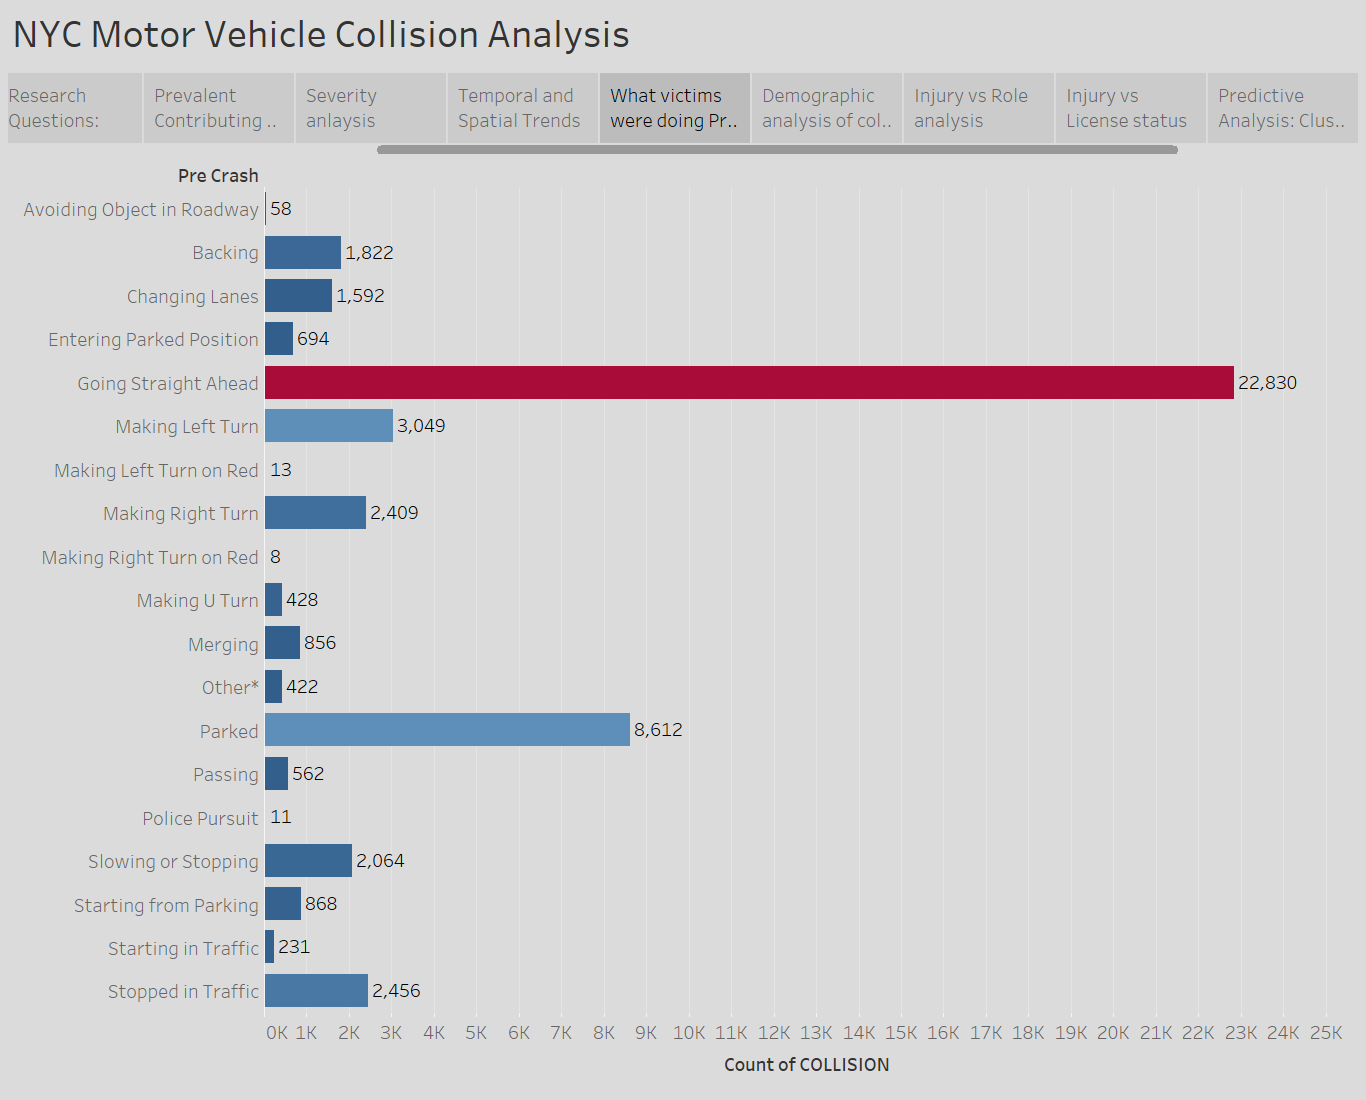 NYC Motor Vehicle Collision Analysis
Research
Questions:
Prevalent
Contributing ..
Severity
anlaysis
Temporal and
Spatial Trends
What victims
were doing Pr..
Demographic
analysis of col..
Injury vs Role
analysis
Injury vs
License status
Predictive
Analysis: Clus..
Pre Crash
Avoiding Object in Roadway 58
Backing 1,822
Changing Lanes 1,592
Entering Parked Position 694
Going Straight Ahead 22,830
Making Left Turn 3,049
Making Left Turn on Red 13
Making Right Turn 2,409
Making Right Turn on Red 8
Making U Turn 428
Merging 856
Other* 422
Parked 8,612
Passing 562
Police Pursuit 11
Slowing or Stopping 2,064
Starting from Parking 868
Starting in Traffic 231
Stopped in Traffic 2,456
0K 1K 2K 3K 4K 5K 6K 7K 8K 9K 10K 11K 12K 13K 14K 15K 16K 17K 18K 19K 20K 21K 22K 23K 24K 25K
Count of COLLISION